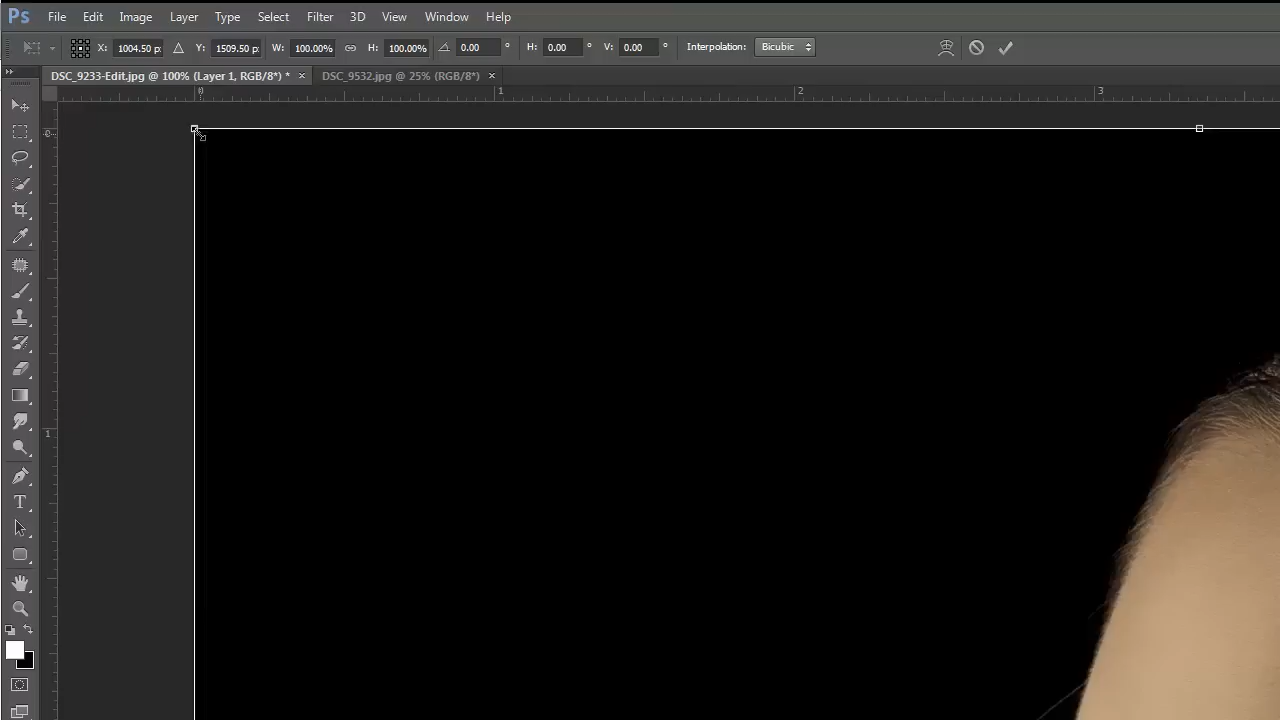 Ps File Edit Image Layer Type Select Filter 3D View Window Help
X: 1004.50 p: Y: 1509.50 p: W: 100.00% H: 100.00% 0.00 ° H: 0.00 ° V: 0.00 ° Interpolation: Bicubic
DSC_9233-Edit.jpg @ 100% (Layer 1, RGB/8*) * × DSC_9532.jpg @ 25% (RGB/8*) ×
0 1 2 3
0
1
T